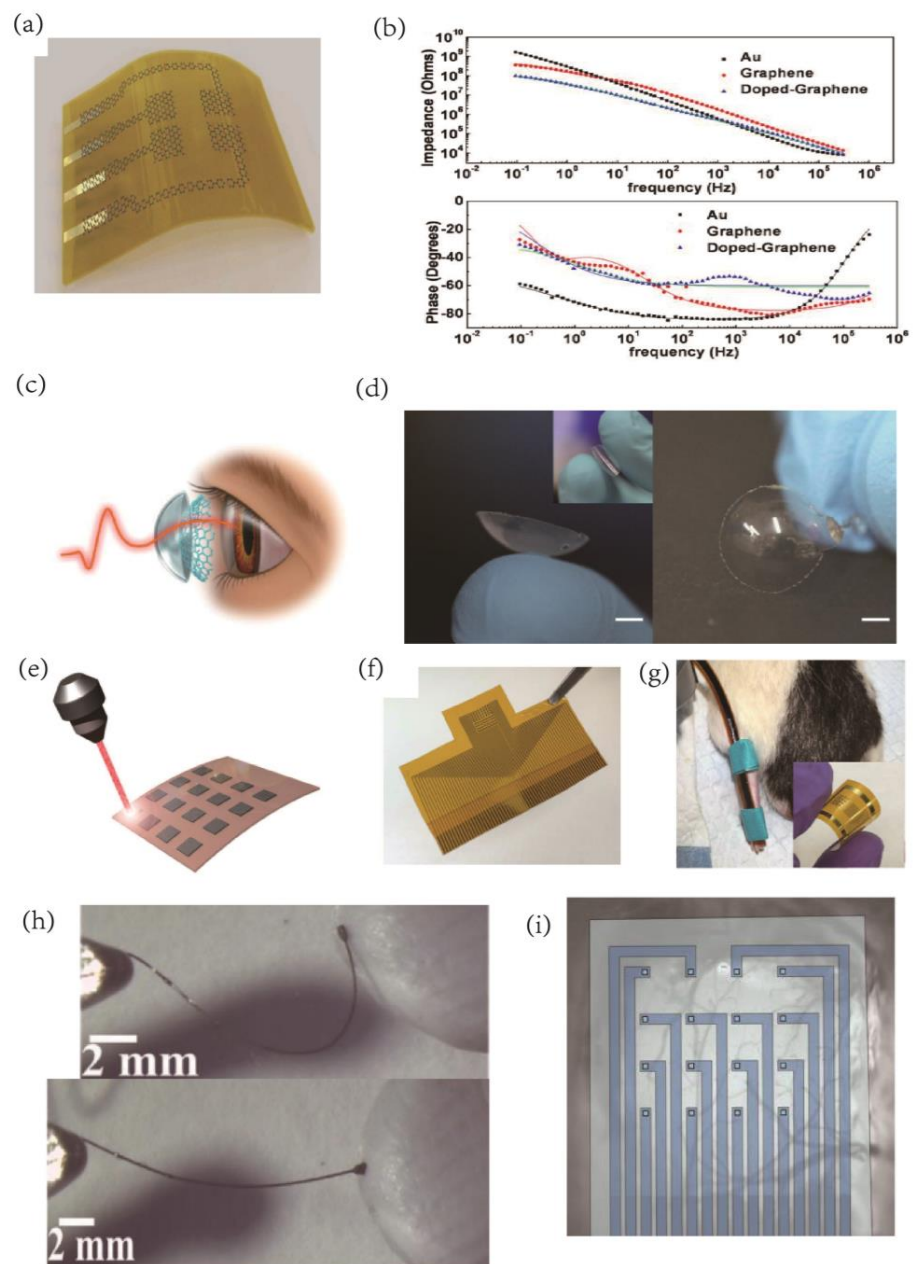 (a)
(b)
Impedance (Ohms)
10^10
10^9
10^8
10^7
10^6
10^5
10^4
Au
Graphene
Doped-Graphene
10^-2 10^-1 10^0 10^1 10^2 10^3 10^4 10^5 10^6
frequency (Hz)
Phase (Degrees)
0
-20
-40
-60
-80
Au
Graphene
Doped-Graphene
10^-2 10^-1 10^0 10^1 10^2 10^3 10^4 10^5 10^6
frequency (Hz)
(c)
(d)
(e)
(f)
(g)
(h)
2 mm
2 mm
(i)